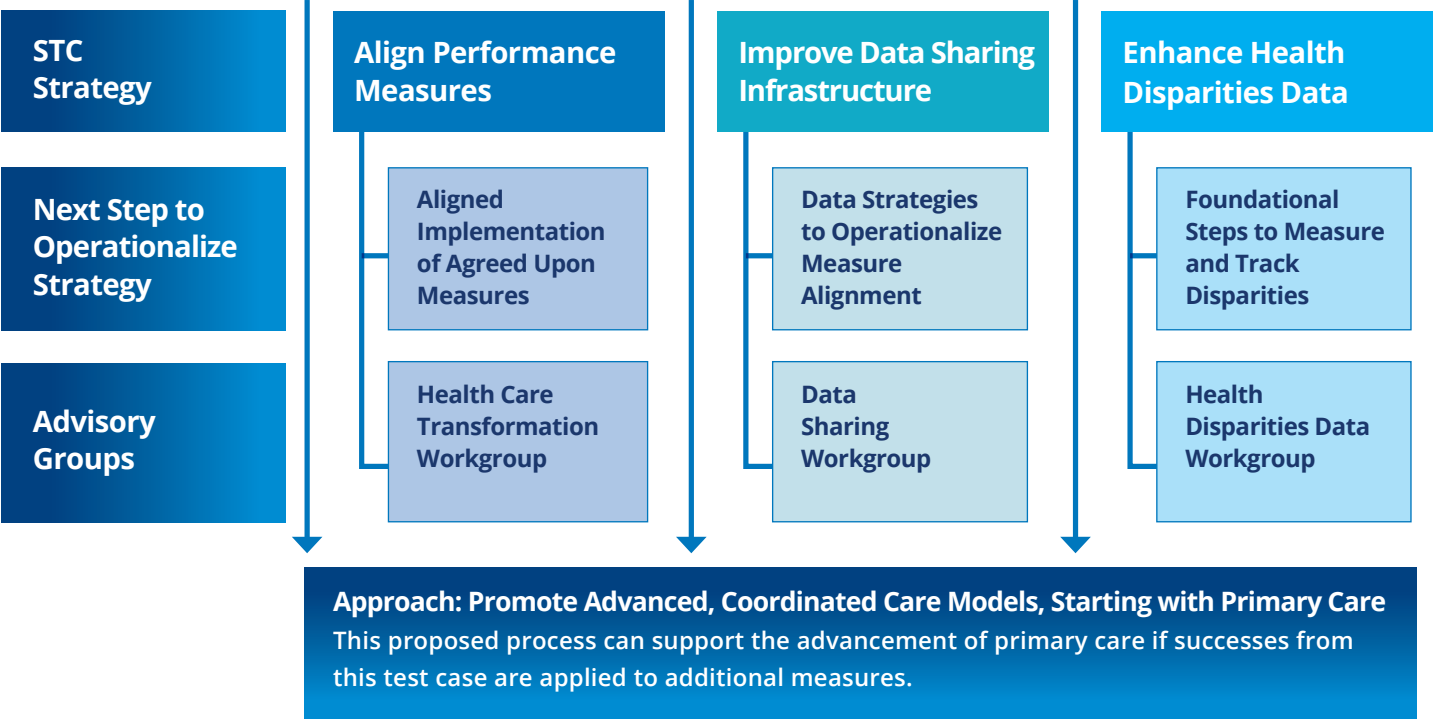 STC
Strategy
Align Performance
Measures
Improve Data Sharing
Infrastructure
Enhance Health
Disparities Data
Next Step to
Operationalize
Strategy
Aligned
Implementation
of Agreed Upon
Measures
Data Strategies
to Operationalize
Measure
Alignment
Foundational
Steps to Measure
and Track
Disparities
Advisory
Groups
Health Care
Transformation
Workgroup
Data
Sharing
Workgroup
Health
Disparities Data
Workgroup
Approach: Promote Advanced, Coordinated Care Models, Starting with Primary Care
This proposed process can support the advancement of primary care if successes from
this test case are applied to additional measures.